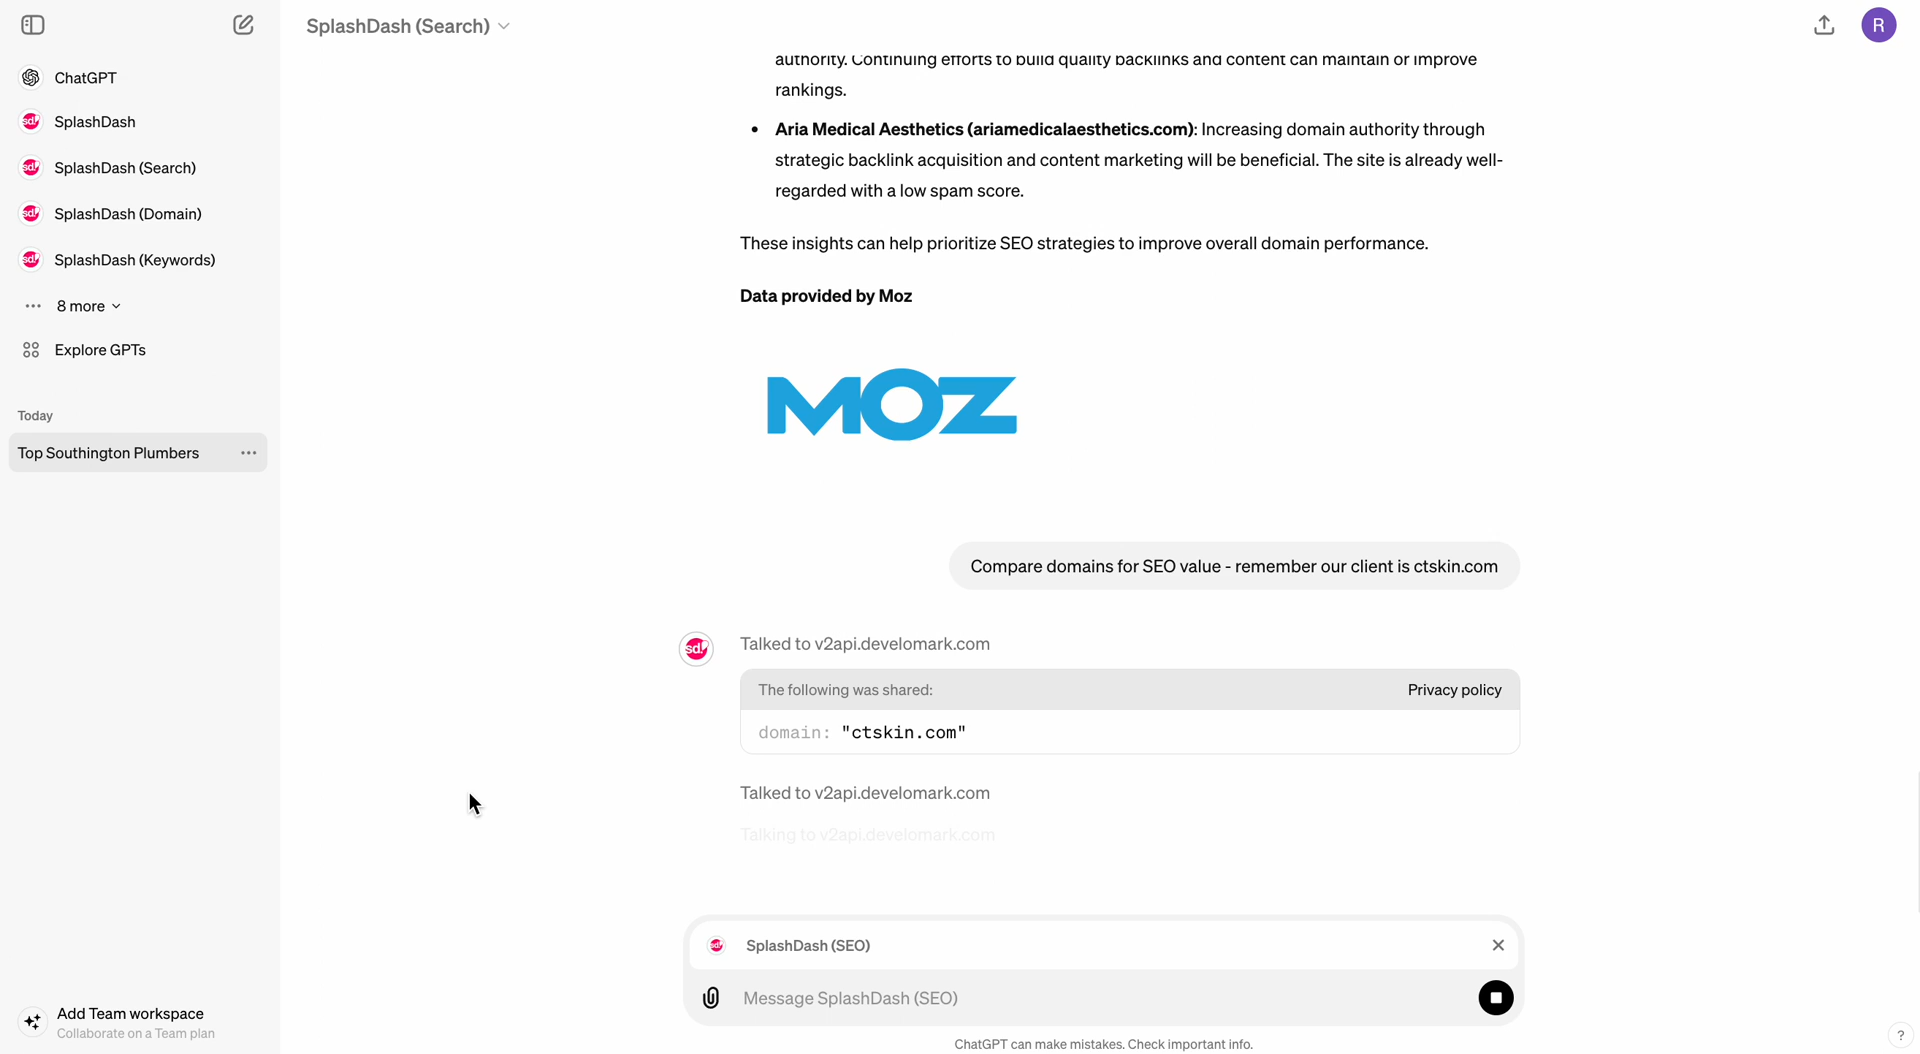 SplashDash (Search)
R
ChatGPT
sd! SplashDash
sd! SplashDash (Search)
sd! SplashDash (Domain)
sd! SplashDash (Keywords)
8 more
Explore GPTs
Today
Top Southington Plumbers
Add Team workspace
Collaborate on a Team plan
authority. Continuing efforts to build quality backlinks and content can maintain or improve
rankings.
• Aria Medical Aesthetics (ariamedicalaesthetics.com): Increasing domain authority through
strategic backlink acquisition and content marketing will be beneficial. The site is already well-
regarded with a low spam score.
These insights can help prioritize SEO strategies to improve overall domain performance.
Data provided by Moz
MOZ
Compare domains for SEO value - remember our client is ctskin.com
sd!
Talked to v2api.develomark.com
The following was shared: Privacy policy
domain: "ctskin.com"
Talked to v2api.develomark.com
Talking to v2api.develomark.com
sd! SplashDash (SEO)
Message SplashDash (SEO)
ChatGPT can make mistakes. Check important info.
?